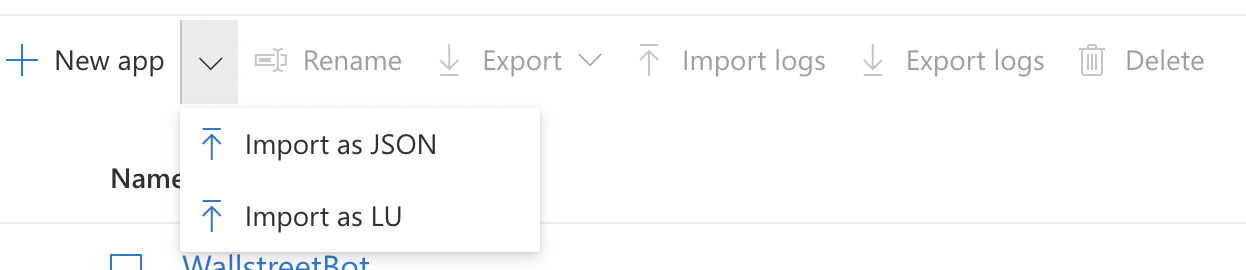 New app Rename Export Import logs Export logs Delete
Import as JSON
Name
Import as LU
WallstreetBot